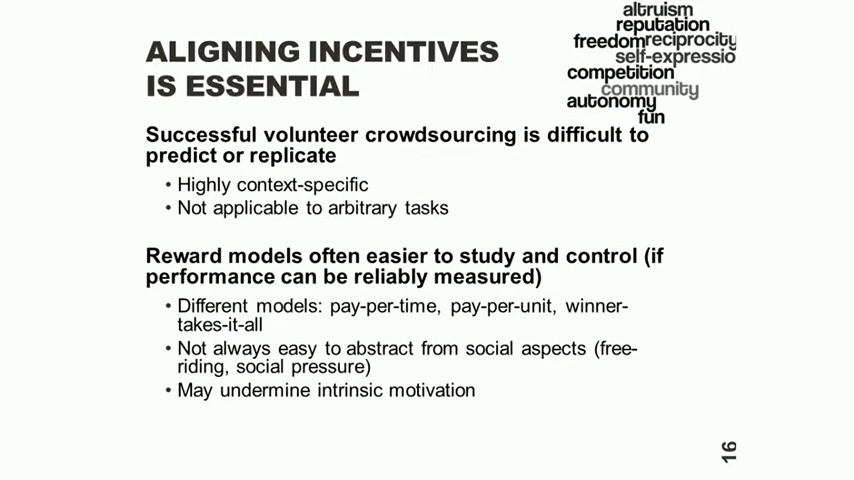 altruism
reputation
freedom reciprocity
self-expressio
competition
community
autonomy
fun
ALIGNING INCENTIVES
IS ESSENTIAL
Successful volunteer crowdsourcing is difficult to
predict or replicate
• Highly context-specific
• Not applicable to arbitrary tasks
Reward models often easier to study and control (if
performance can be reliably measured)
• Different models: pay-per-time, pay-per-unit, winner-
takes-it-all
• Not always easy to abstract from social aspects (free-
riding, social pressure)
• May undermine intrinsic motivation
16